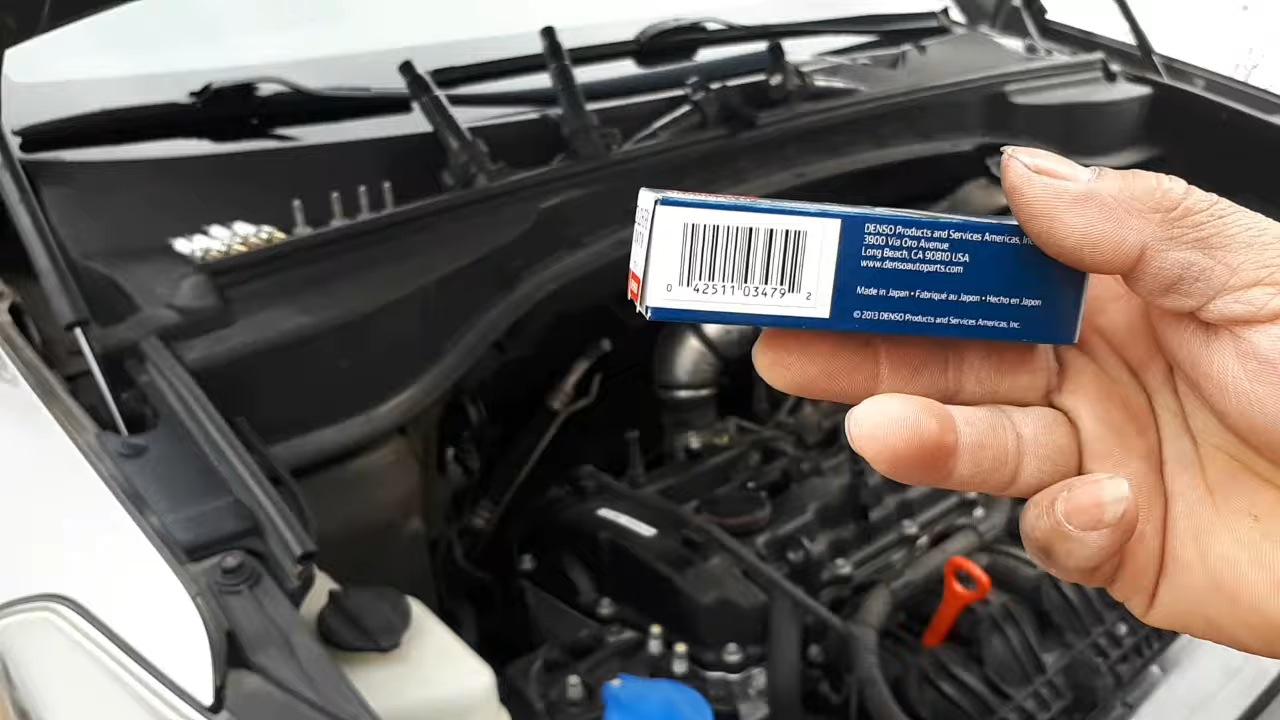 DENSO Products and Services Americas, Inc.
3900 Via Oro Avenue
Long Beach, CA 90810 USA
www.densoautoparts.com
Made in Japan • Fabriqué au Japon • Hecho en Japon
© 2013 DENSO Products and Services Americas, Inc.
0 42511 03479 2